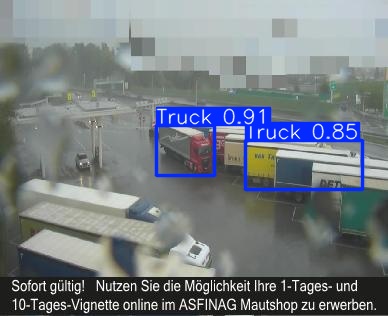 Truck 0.91
Truck 0.85
Sofort gültig! Nutzen Sie die Möglichkeit Ihre 1-Tages- und
10-Tages-Vignette online im ASFINAG Mautshop zu erwerben.